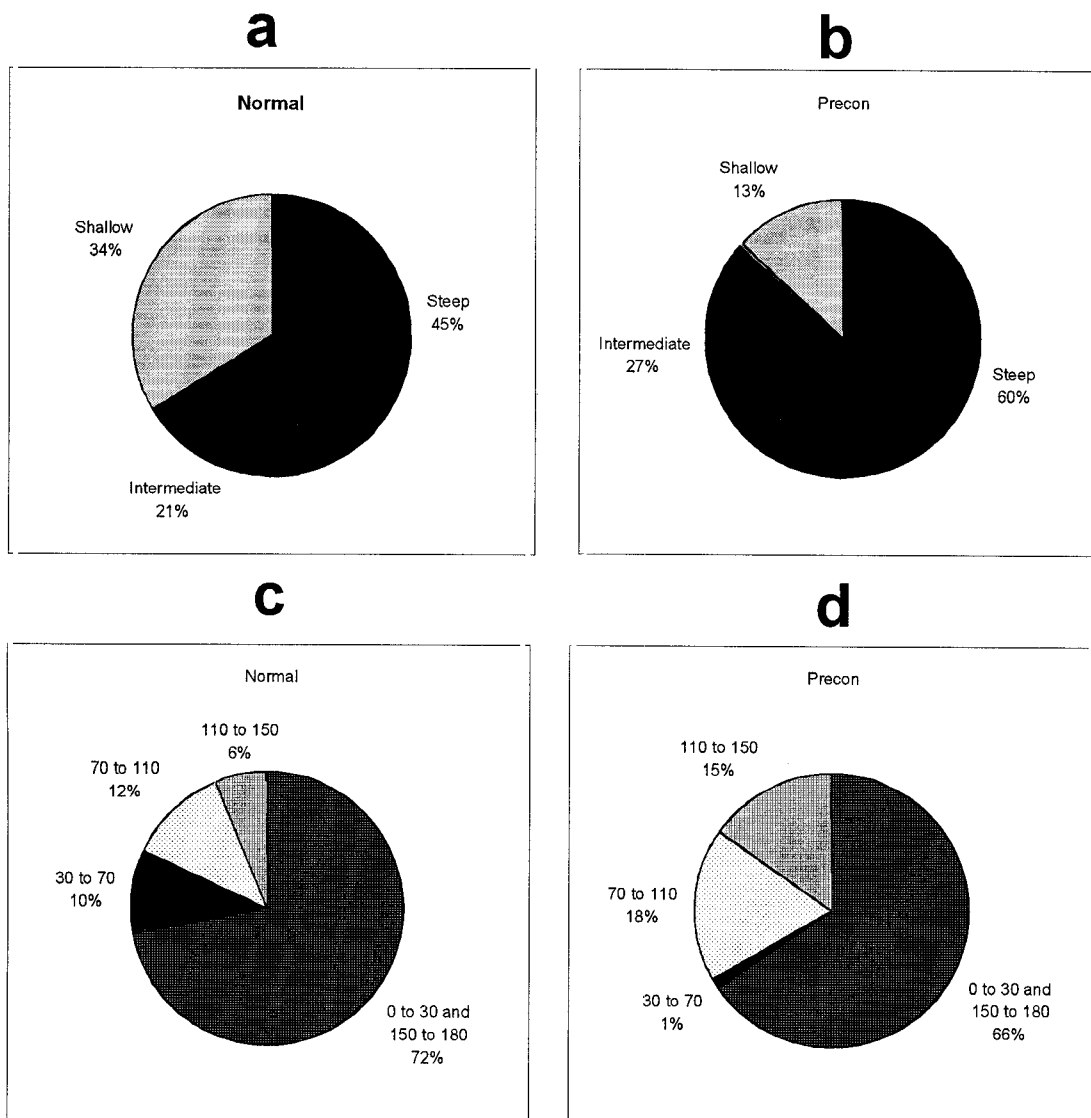 a
Normal
Shallow
34%
Steep
45%
Intermediate
21%
b
Precon
Shallow
13%
Intermediate
27%
Steep
60%
c
Normal
110 to 150
6%
70 to 110
12%
30 to 70
10%
0 to 30 and
150 to 180
72%
d
Precon
110 to 150
15%
70 to 110
18%
30 to 70
1%
0 to 30 and
150 to 180
66%